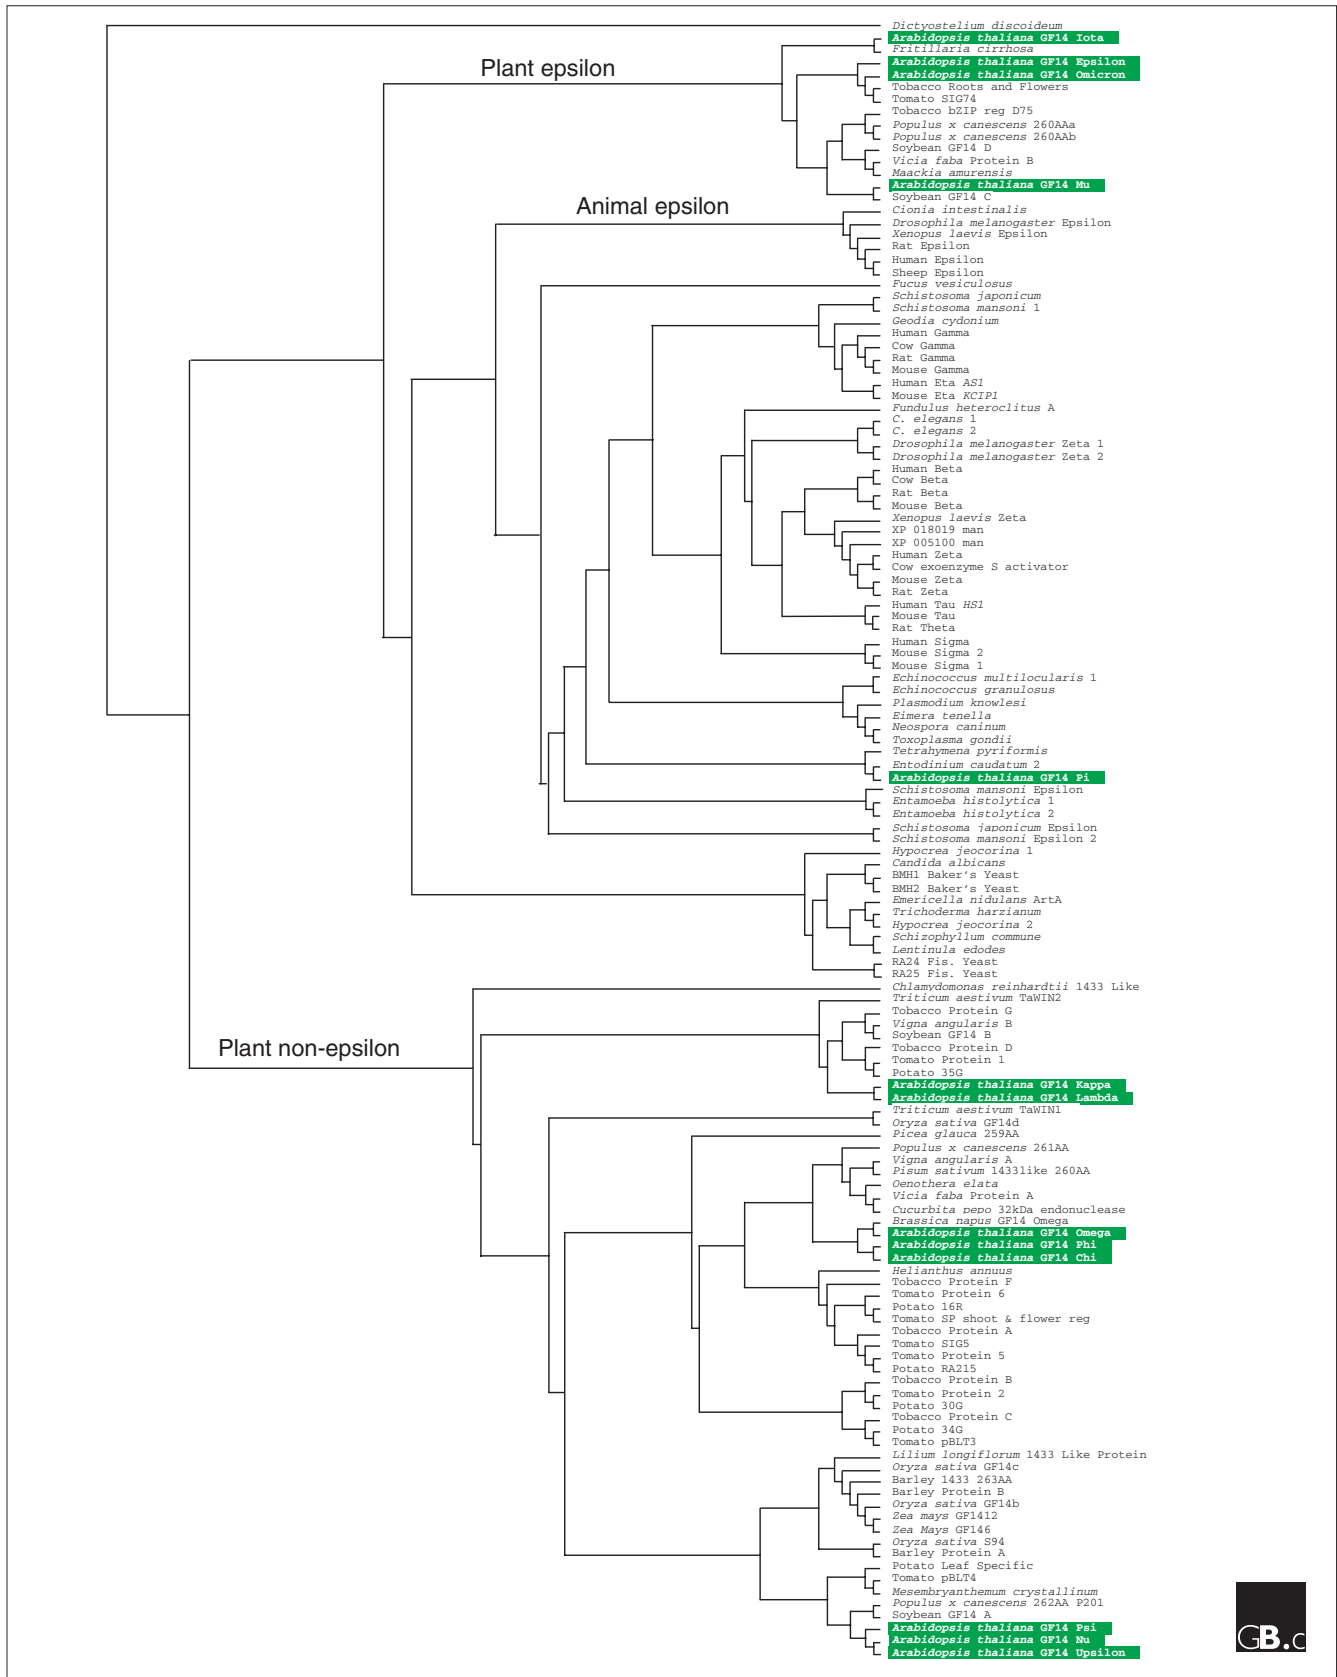 Dictyostelium discoideum
Arabidopsis thaliana GF14 Iota
Fritillaria cirrhosa
Plant epsilon
Arabidopsis thaliana GF14 Epsilon
Arabidopsis thaliana GF14 Omicron
Tobacco Roots and Flowers
Tomato SIG74
Tobacco bZIP reg D75
Populus x canescens 260AAa
Populus x canescens 260AAb
Soybean GF14 D
Vicia faba Protein B
Maackia amurensis
Arabidopsis thaliana GF14 Mu
Soybean GF14 C
Animal epsilon
Cionia intestinalis
Drosophila melanogaster Epsilon
Xenopus laevis Epsilon
Rat Epsilon
Human Epsilon
Sheep Epsilon
Fucus vesiculosus
Schistosoma japonicum
Schistosoma mansoni 1
Geodia cydonium
Human Gamma
Cow Gamma
Rat Gamma
Mouse Gamma
Human Eta AS1
Mouse Eta KCIP1
Fundulus heteroclitus A
C. elegans 1
C. elegans 2
Drosophila melanogaster Zeta 1
Drosophila melanogaster Zeta 2
Human Beta
Cow Beta
Rat Beta
Mouse Beta
Xenopus laevis Zeta
XP 018019 man
XP 005100 man
Human Zeta
Cow exoenzyme S activator
Mouse Zeta
Rat Zeta
Human Tau HS1
Mouse Tau
Rat Theta
Human Sigma
Mouse Sigma 2
Mouse Sigma 1
Echinococcus multilocularis 1
Echinococcus granulosus
Plasmodium knowlesi
Eimera tenella
Neospora caninum
Toxoplasma gondii
Tetrahymena pyriformis
Entodinium caudatum 2
Arabidopsis thaliana GF14 Pi
Schistosoma mansoni Epsilon
Entamoeba histolytica 1
Entamoeba histolytica 2
Schistosoma japonicum Epsilon
Schistosoma mansoni Epsilon 2
Hypocrea jeocorina 1
Candida albicans
BMH1 Baker's Yeast
BMH2 Baker's Yeast
Emericella nidulans ArtA
Trichoderma harzianum
Hypocrea jeocorina 2
Schizophyllum commune
Lentinula edodes
RA24 Fis. Yeast
RA25 Fis. Yeast
Chlamydomonas reinhardtii 1433 Like
Triticum aestivum TaWIN2
Tobacco Protein G
Vigna angularis B
Soybean GF14 B
Plant non-epsilon
Tobacco Protein D
Tomato Protein 1
Potato 35G
Arabidopsis thaliana GF14 Kappa
Arabidopsis thaliana GF14 Lambda
Triticum aestivum TaWIN1
Oryza sativa GF14d
Picea glauca 259AA
Populus x canescens 261AA
Vigna angularis A
Pisum sativum 1433like 260AA
Oenothera elata
Vicia faba Protein A
Cucurbita pepo 32kDa endonuclease
Brassica napus GF14 Omega
Arabidopsis thaliana GF14 Omega
Arabidopsis thaliana GF14 Phi
Arabidopsis thaliana GF14 Chi
Helianthus annuus
Tobacco Protein F
Tomato Protein 6
Potato 16R
Tomato SP shoot & flower reg
Tobacco Protein A
Tomato SIG5
Tomato Protein 5
Potato RA215
Tobacco Protein B
Tomato Protein 2
Potato 30G
Tobacco Protein C
Potato 34G
Tomato pBLT3
Lilium longiflorum 1433 Like Protein
Oryza sativa GF14c
Barley 1433 263AA
Barley Protein B
Oryza sativa GF14b
Zea mays GF1412
Zea Mays GF146
Oryza sativa S94
Barley Protein A
Potato Leaf Specific
Tomato pBLT4
Mesembryanthemum crystallinum
Populus x canescens 262AA P201
Soybean GF14 A
Arabidopsis thaliana GF14 Psi
Arabidopsis thaliana GF14 Nu
Arabidopsis thaliana GF14 Upsilon
GB.c